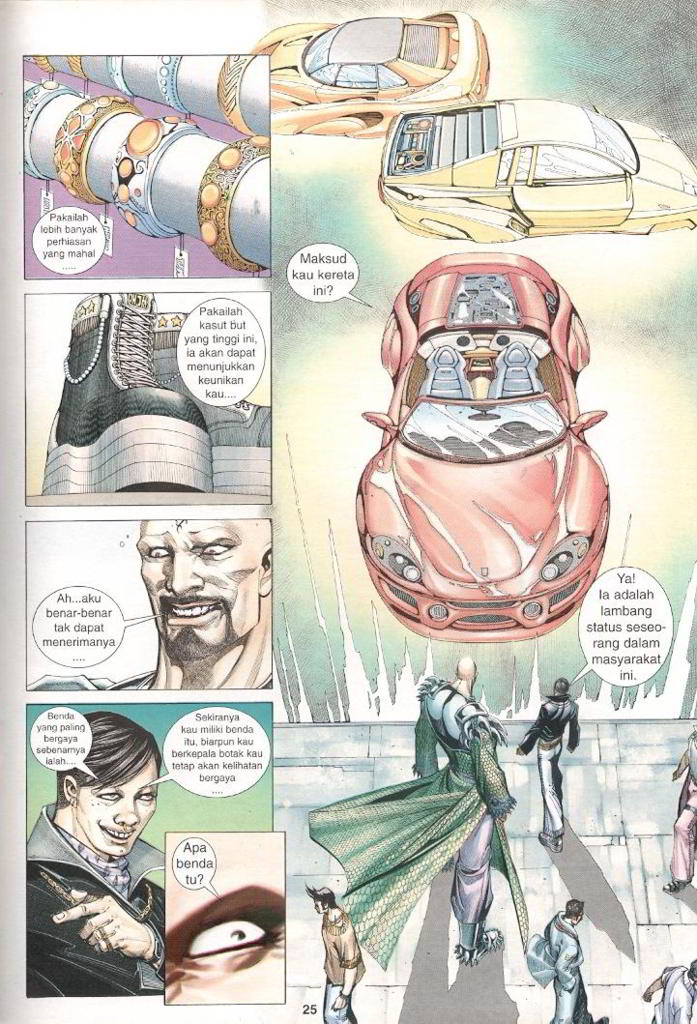 Pakailah
lebih banyak
perhiasan
yang mahal
.....
Pakailah
kasut but
yang tinggi ini,
ia akan dapat
menunjukkan
keunikan
kau....
Ah...aku
benar-benar
tak dapat
menerimanya
....
Benda
yang paling
bergaya
sebenarnya
ialah....
Sekiranya
kau miliki benda
itu, biarpun kau
berkepala botak kau
tetap akan kelihatan
bergaya
....
Apa
benda
tu?
Maksud
kau kereta
ini?
Ya!
Ia adalah
lambang
status seseo-
rang dalam
masyarakat
ini.
25